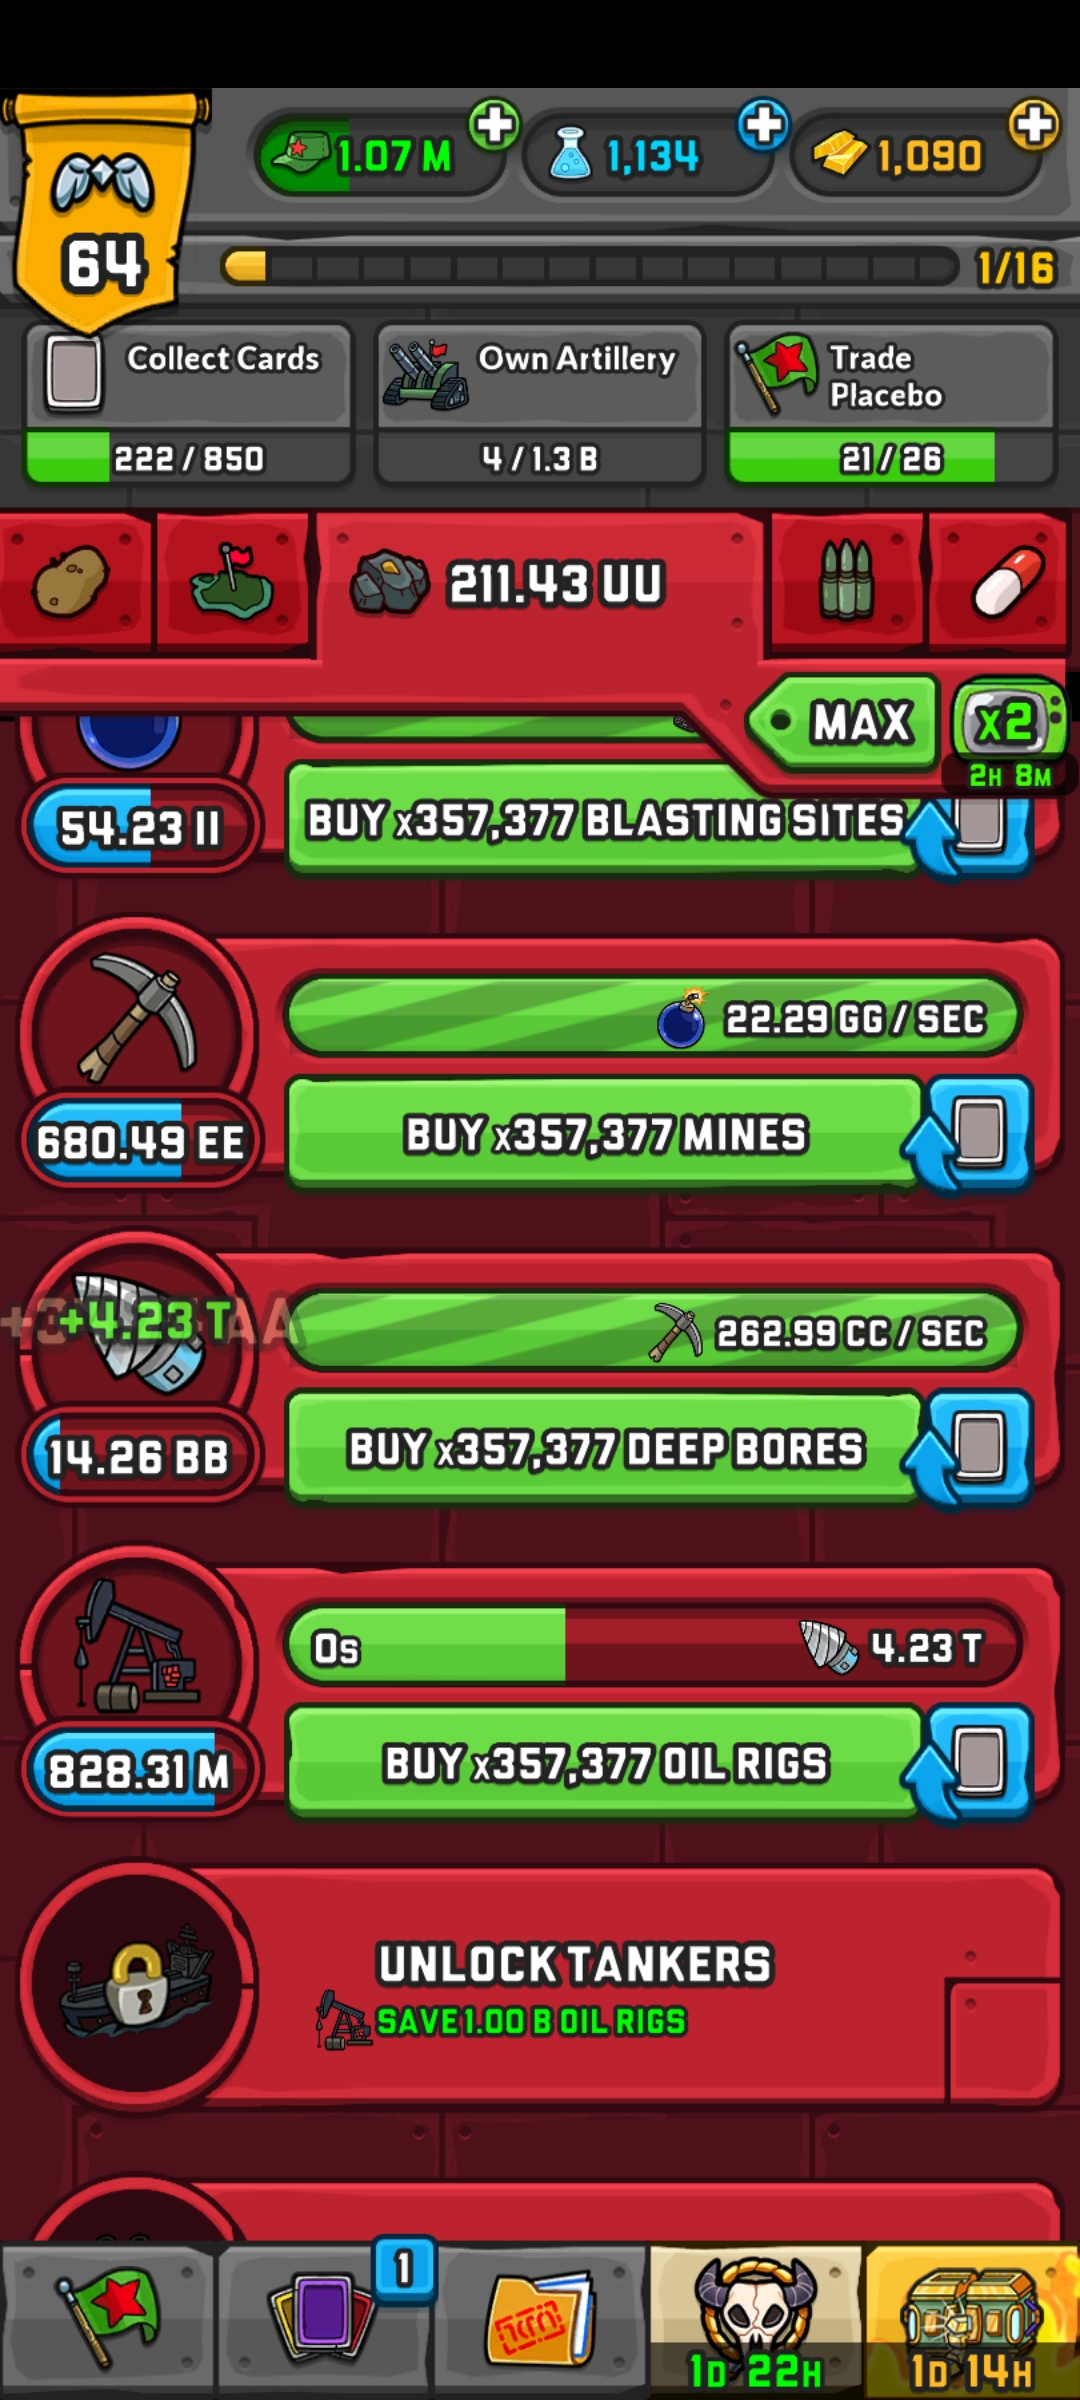 1.07 M
1,134
1,090
64
1/16
Collect Cards
222 / 850
Own Artillery
4 / 1.3 B
Trade
Placebo
21 / 26
211.43 UU
MAX
x2
2H 8M
54.23 II
BUY x357,377 BLASTING SITES
22.29 GG / SEC
680.49 EE
BUY x357,377 MINES
+4.23 T
262.99 CC / SEC
14.26 BB
BUY x357,377 DEEP BORES
0s
4.23 T
828.31 M
BUY x357,377 OIL RIGS
UNLOCK TANKERS
SAVE 1.00 B OIL RIGS
1
1D 22H
1D 14H